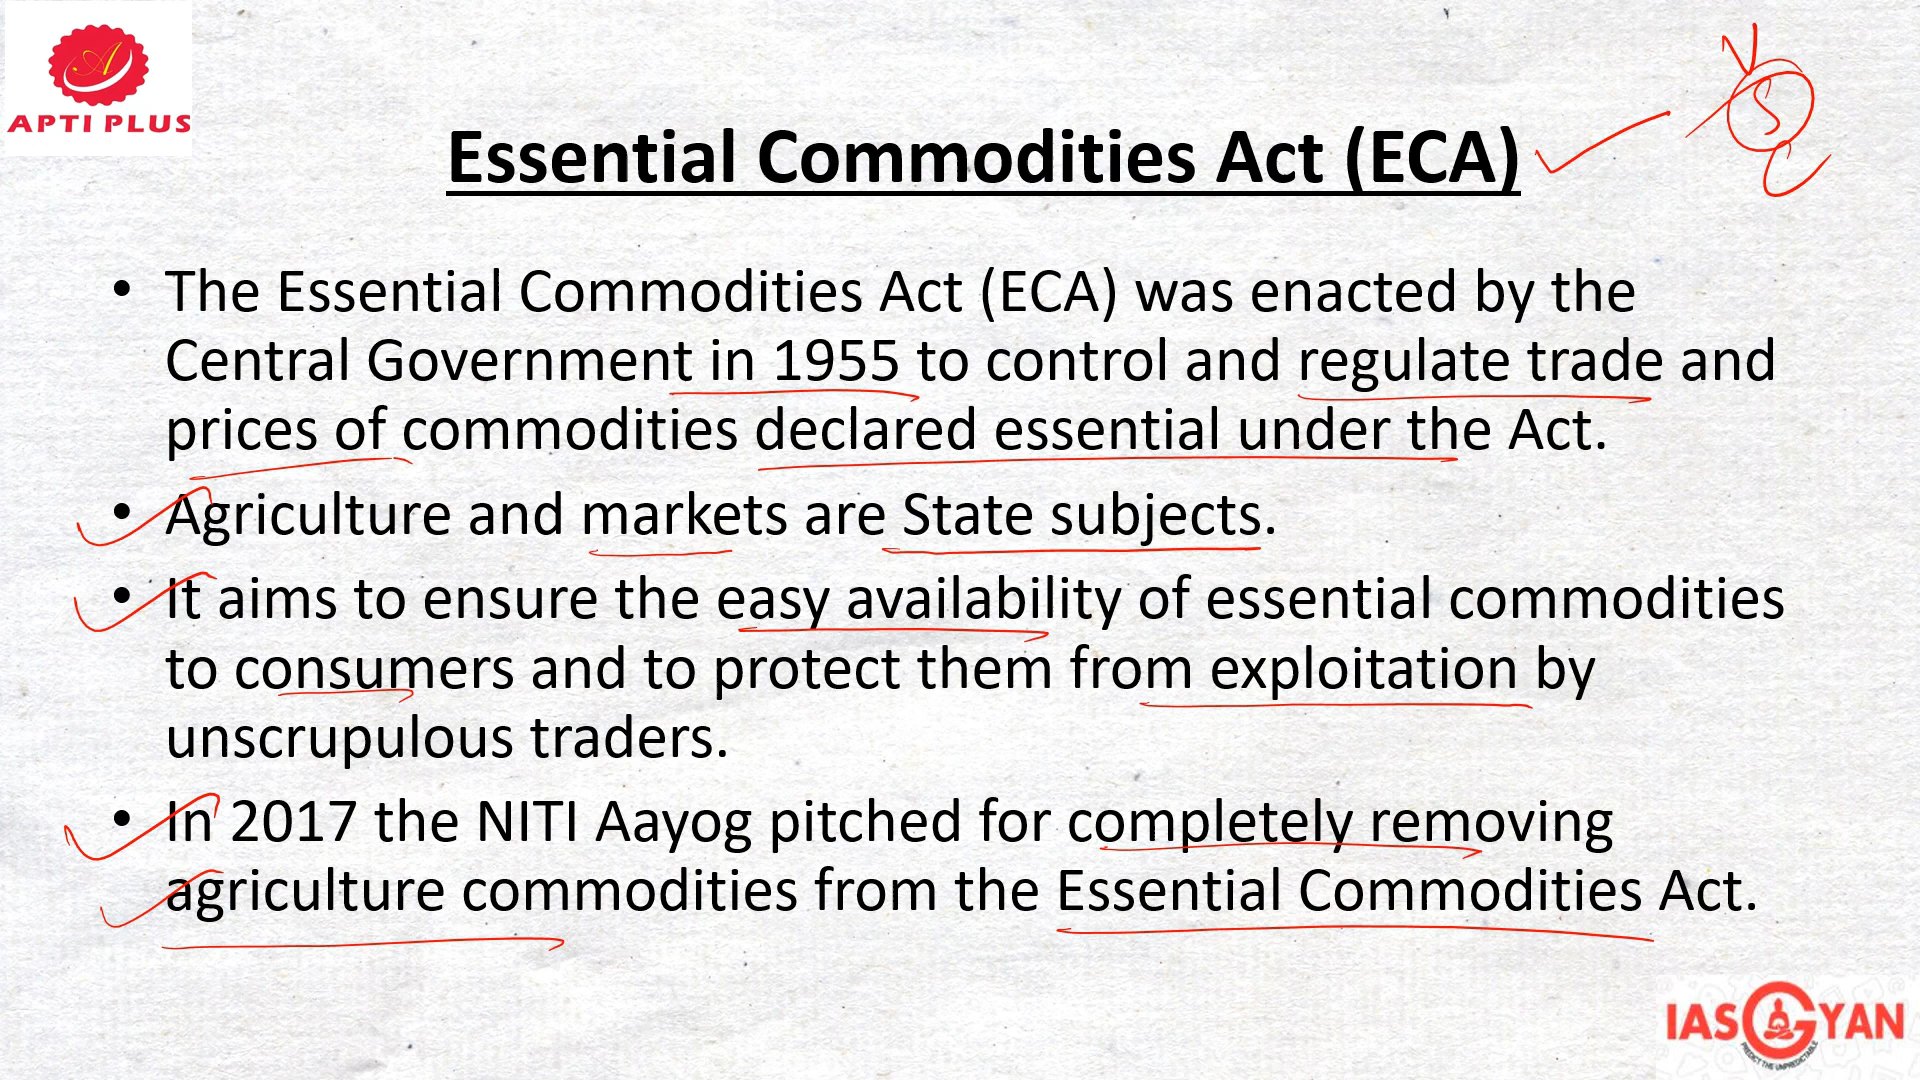 APTI PLUS
Essential Commodities Act (ECA)
U
S
C
• The Essential Commodities Act (ECA) was enacted by the
Central Government in 1955 to control and regulate trade and
prices of commodities declared essential under the Act.
• Agriculture and markets are State subjects.
• It aims to ensure the easy availability of essential commodities
to consumers and to protect them from exploitation by
unscrupulous traders.
• In 2017 the NITI Aayog pitched for completely removing
agriculture commodities from the Essential Commodities Act.
IAS GYAN
PREDICT THE UNPREDICTABLE